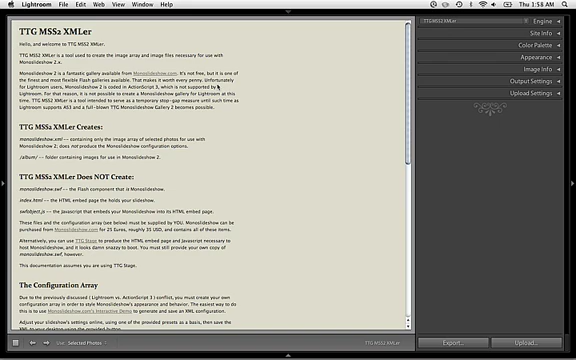 Lightroom File Edit View Window Help Thu 1:58 AM
TTG MSS2 XMLer Engine
Site Info
Color Palette
Appearance
Image Info
Output Settings
Upload Settings
TTG MSS2 XMLer
Hello, and welcome to TTG MSS2 XMLer.
TTG MSS2 XMLer is a tool used to create the image array and image files necessary for use with
Monoslideshow 2.x.
Monoslideshow 2 is a fantastic gallery available from Monoslideshow.com. It's not free, but it is one of
the finest and most flexible Flash galleries available. That makes it worth every penny. Unfortunately
for Lightroom users, Monoslideshow 2 is coded in ActionScript 3, which is not supported by
Lightroom. For that reason, it is not possible to create a Monoslideshow gallery for Lightroom at this
time. TTG MSS2 XMLer is a tool intended to serve as a temporary stop-gap measure until such time
as Lightroom supports AS3 and a full-blown TTG Monoslideshow Gallery 2 becomes possible.
TTG MSS2 XMLer Creates:
monoslideshow.xml -- containing only the image array of selected photos for use with
Monoslideshow 2; does not produce the Monoslideshow configuration options.
/album/ -- folder containing images for use in Monoslideshow 2.
TTG MSS2 XMLer Does NOT Create:
monoslideshow.swf -- the Flash component that is Monoslideshow.
index.html -- the HTML embed page the holds your slideshow.
swfobject.js -- the Javascript that embeds your Monoslideshow into its HTML embed page.
These files and the configuration array (see below) must be supplied by YOU. Monoslideshow can be
purchased from Monoslideshow.com for 25 Euros, roughly 35 USD, and contains all of these items.
Alternatively, you can use TTG Stage to produce the HTML embed page and Javascript necessary to
host Monoslideshow, and it looks damn snazzy to boot. You must still provide your own copy of
monoslideshow.swf, however.
This documentation assumes you are using TTG Stage.
The Configuration Array
Due to the previously discussed ( Lightroom vs. ActionScript 3 ) conflict, you must create your own
configuration array in order to style Monoslideshow's appearance and behavior. The easiest way to do
this is to use Monoslideshow.com's Interactive Demo to generate and save an XML configuration.
Adjust your slideshow's settings online, using one of the provided presets as a basis, then save the
XML to your desktop using the provided button.
Use: Selected Photos TTG MSS2 XMLer Export... Upload...